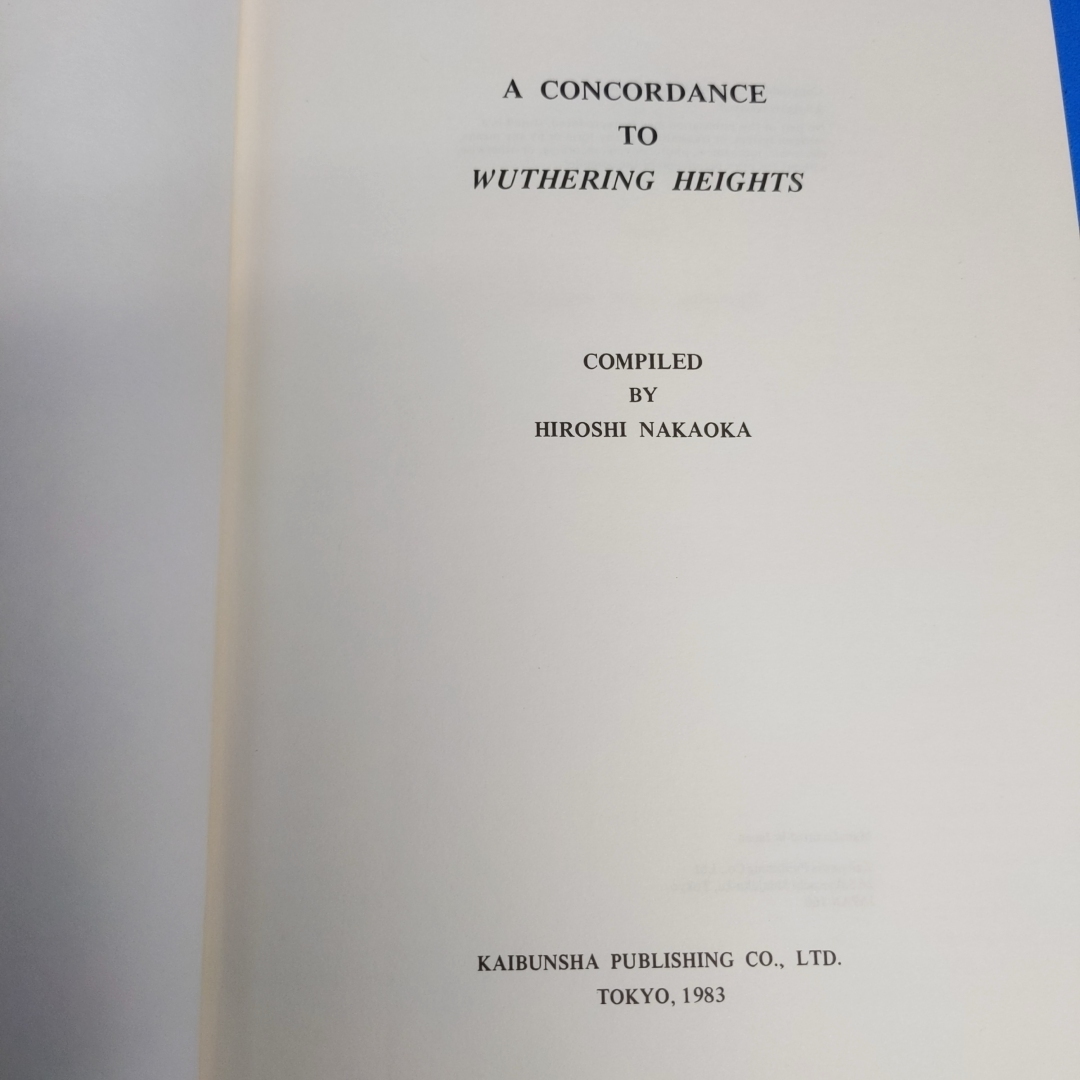 A CONCORDANCE
TO
WUTHERING HEIGHTS
COMPILED
BY
HIROSHI NAKAOKA
KAIBUNSHA PUBLISHING CO., LTD.
TOKYO, 1983